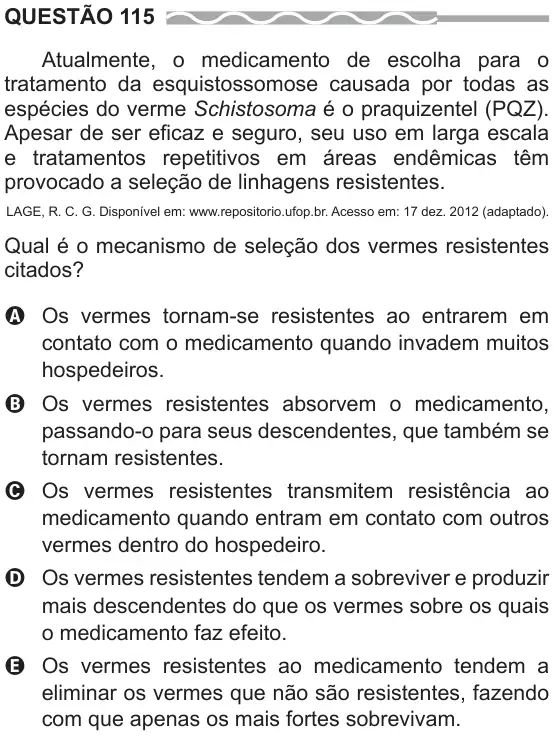 QUESTÃO 115
Atualmente, o medicamento de escolha para o
tratamento da esquistossomose causada por todas as
espécies do verme Schistosoma é o praquizentel (PQZ).
Apesar de ser eficaz e seguro, seu uso em larga escala
e tratamentos repetitivos em áreas endêmicas têm
provocado a seleção de linhagens resistentes.
LAGE, R. C. G. Disponível em: www.repositorio.ufop.br. Acesso em: 17 dez. 2012 (adaptado).
Qual é o mecanismo de seleção dos vermes resistentes
citados?
A Os vermes tornam-se resistentes ao entrarem em
contato com o medicamento quando invadem muitos
hospedeiros.
B Os vermes resistentes absorvem o medicamento,
passando-o para seus descendentes, que também se
tornam resistentes.
C Os vermes resistentes transmitem resistência ao
medicamento quando entram em contato com outros
vermes dentro do hospedeiro.
D Os vermes resistentes tendem a sobreviver e produzir
mais descendentes do que os vermes sobre os quais
o medicamento faz efeito.
E Os vermes resistentes ao medicamento tendem a
eliminar os vermes que não são resistentes, fazendo
com que apenas os mais fortes sobrevivam.